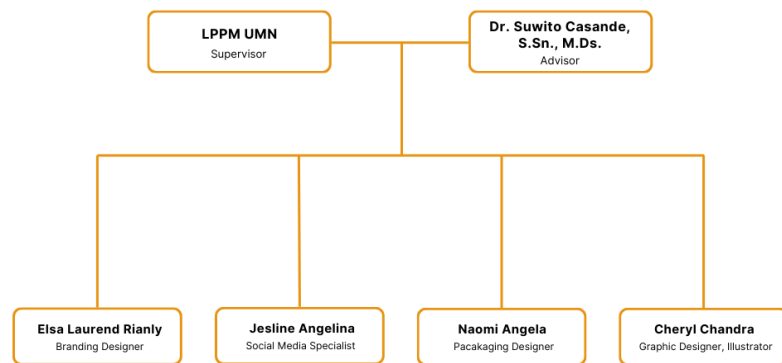 LPPM UMN
Supervisor
Dr. Suwito Casande,
S.Sn., M.Ds.
Advisor
Elsa Laurend Rianly
Branding Designer
Jesline Angelina
Social Media Specialist
Naomi Angela
Pacakaging Designer
Cheryl Chandra
Graphic Designer, Illustrator